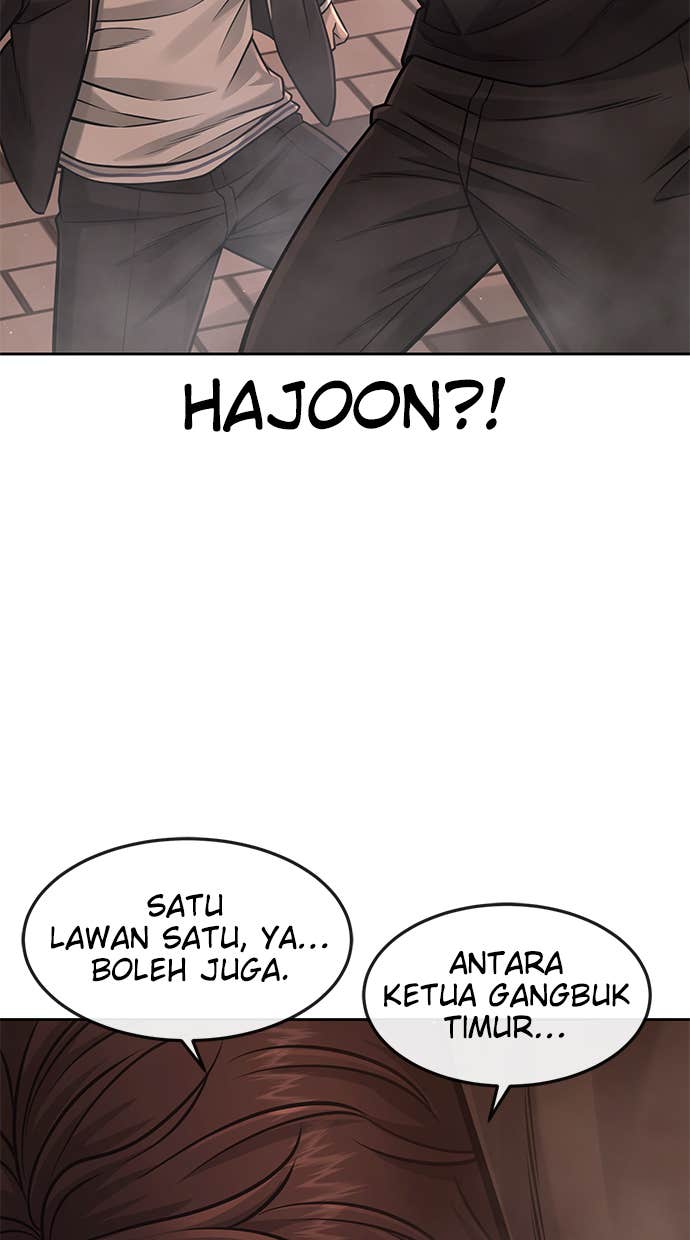 HAJOON?!
SATU
LAWAN SATU, YA...
BOLEH JUGA.
ANTARA
KETUA GANGBUK
TIMUR...